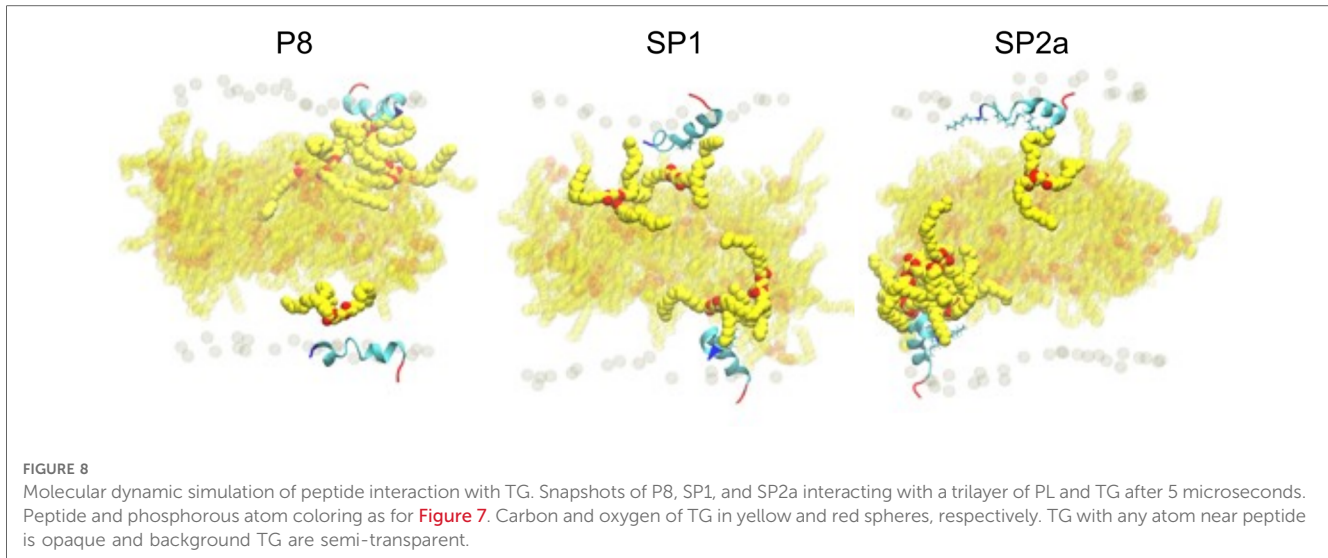 P8 SP1 SP2a
FIGURE 8
Molecular dynamic simulation of peptide interaction with TG. Snapshots of P8, SP1, and SP2a interacting with a trilayer of PL and TG after 5 microseconds.
Peptide and phosphorous atom coloring as for Figure 7. Carbon and oxygen of TG in yellow and red spheres, respectively. TG with any atom near peptide
is opaque and background TG are semi-transparent.